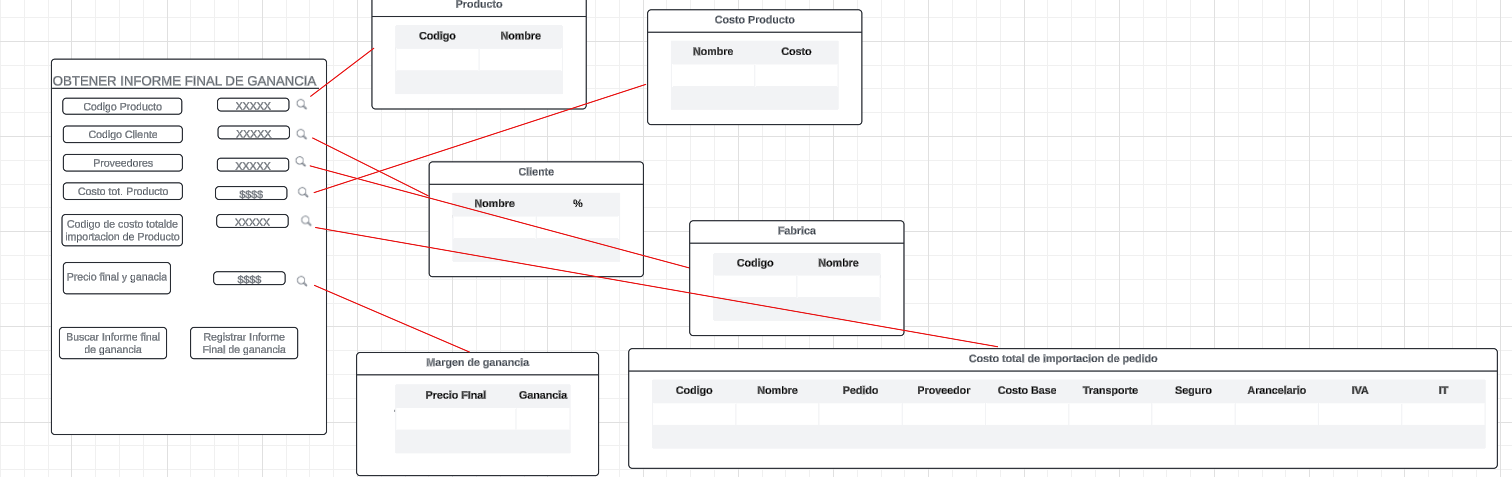 Producto
Codigo Nombre
Costo Producto
Nombre Costo
OBTENER INFORME FINAL DE GANANCIA
Codigo Producto XXXXX
Codigo Cliente XXXXX
Proveedores XXXXX
Costo tot. Producto $$$$
Codigo de costo totalde
importacion de Producto
XXXXX
Precio final y ganacia $$$$
Buscar Informe final
de ganancia
Registrar Informe
Final de ganancia
Cliente
Nombre %
Fabrica
Codigo Nombre
Margen de ganancia
Precio FInal Ganancia
Costo total de importacion de pedido
Codigo Nombre Pedido Proveedor Costo Base Transporte Seguro Arancelario IVA IT